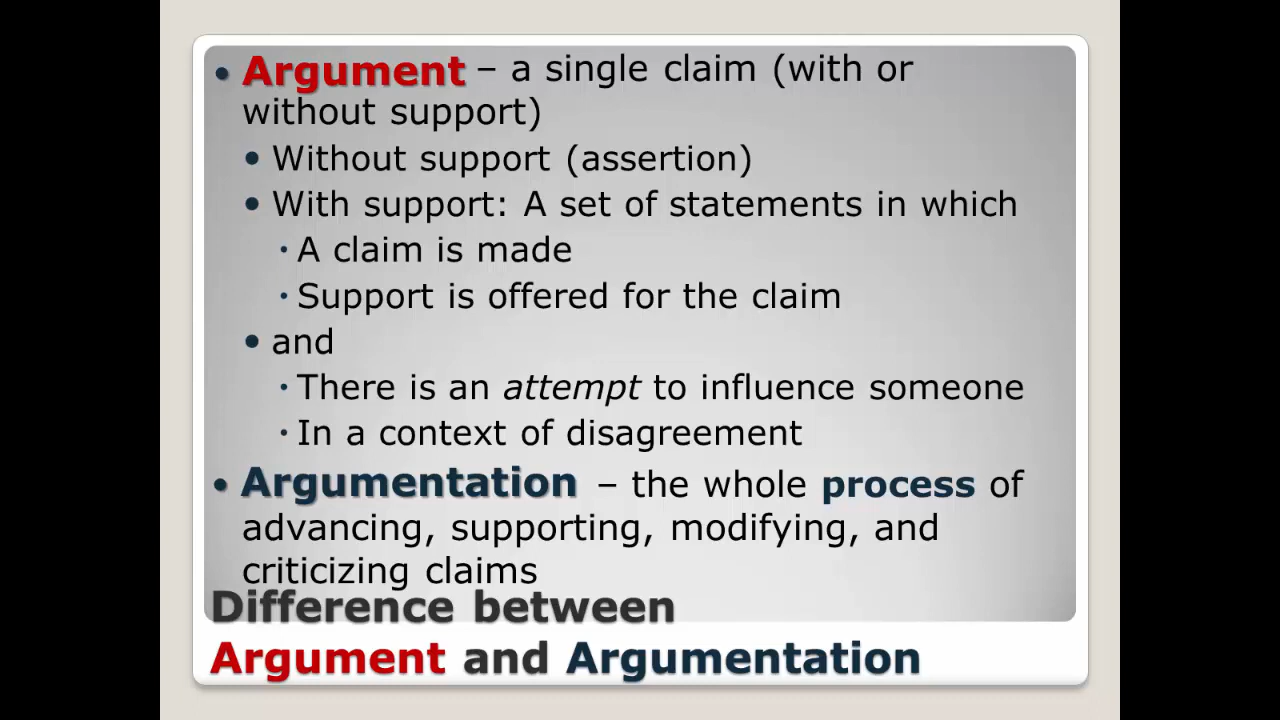 • Argument – a single claim (with or
without support)
• Without support (assertion)
• With support: A set of statements in which
· A claim is made
· Support is offered for the claim
• and
· There is an attempt to influence someone
· In a context of disagreement
• Argumentation – the whole process of
advancing, supporting, modifying, and
criticizing claims
Difference between
Argument and Argumentation